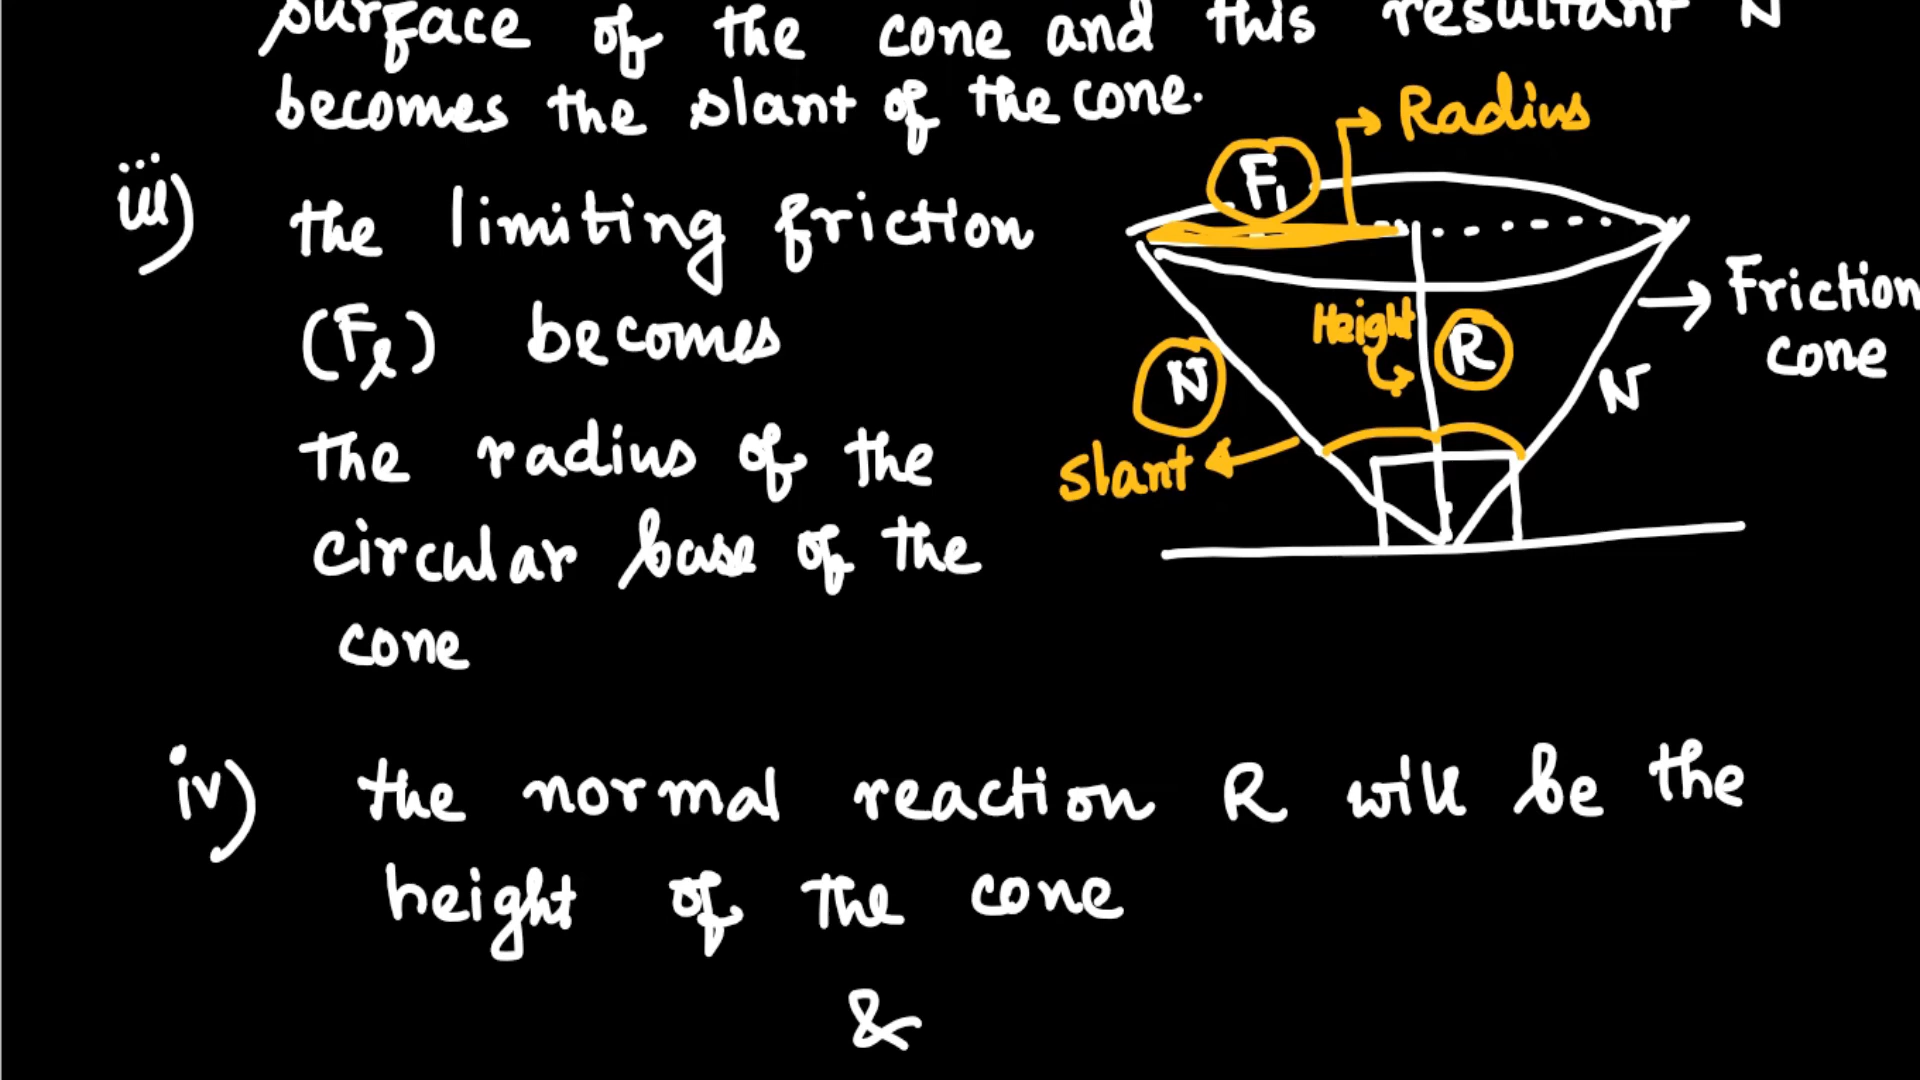 surface of the cone and this resultant N
becomes the slant of the cone.
Radius
iii) the limiting friction
F₁
(Fℓ) becomes
Height
R
Friction
cone
N
N
the radius of the
slant
circular base of the
cone
iv) the normal reaction R will be the
height of the cone
&